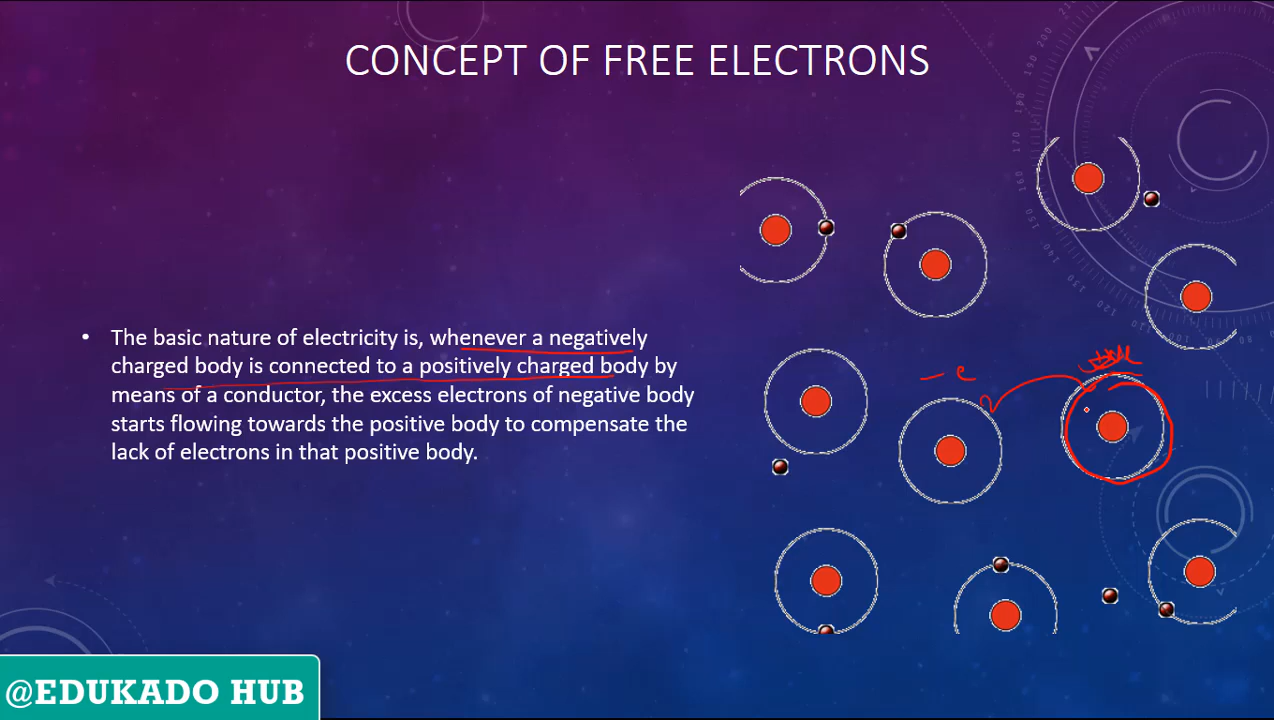 CONCEPT OF FREE ELECTRONS
• The basic nature of electricity is, whenever a negatively
charged body is connected to a positively charged body by
means of a conductor, the excess electrons of negative body
starts flowing towards the positive body to compensate the
lack of electrons in that positive body.
– e
@EDUKADO HUB